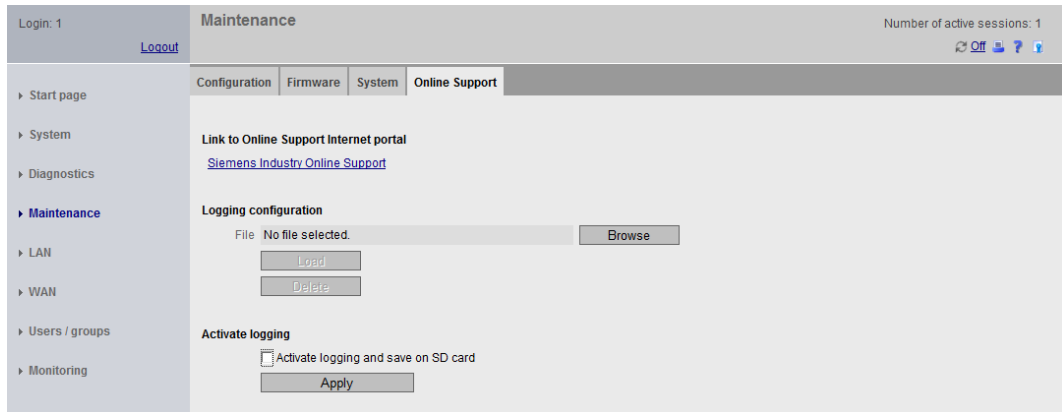 Login: 1
Logout
Maintenance
Number of active sessions: 1
Off ?
Configuration Firmware System Online Support
Start page
System
Diagnostics
Maintenance
LAN
WAN
Users / groups
Monitoring
Link to Online Support Internet portal
Siemens Industry Online Support
Logging configuration
File No file selected. Browse
Load
Delete
Activate logging
Activate logging and save on SD card
Apply